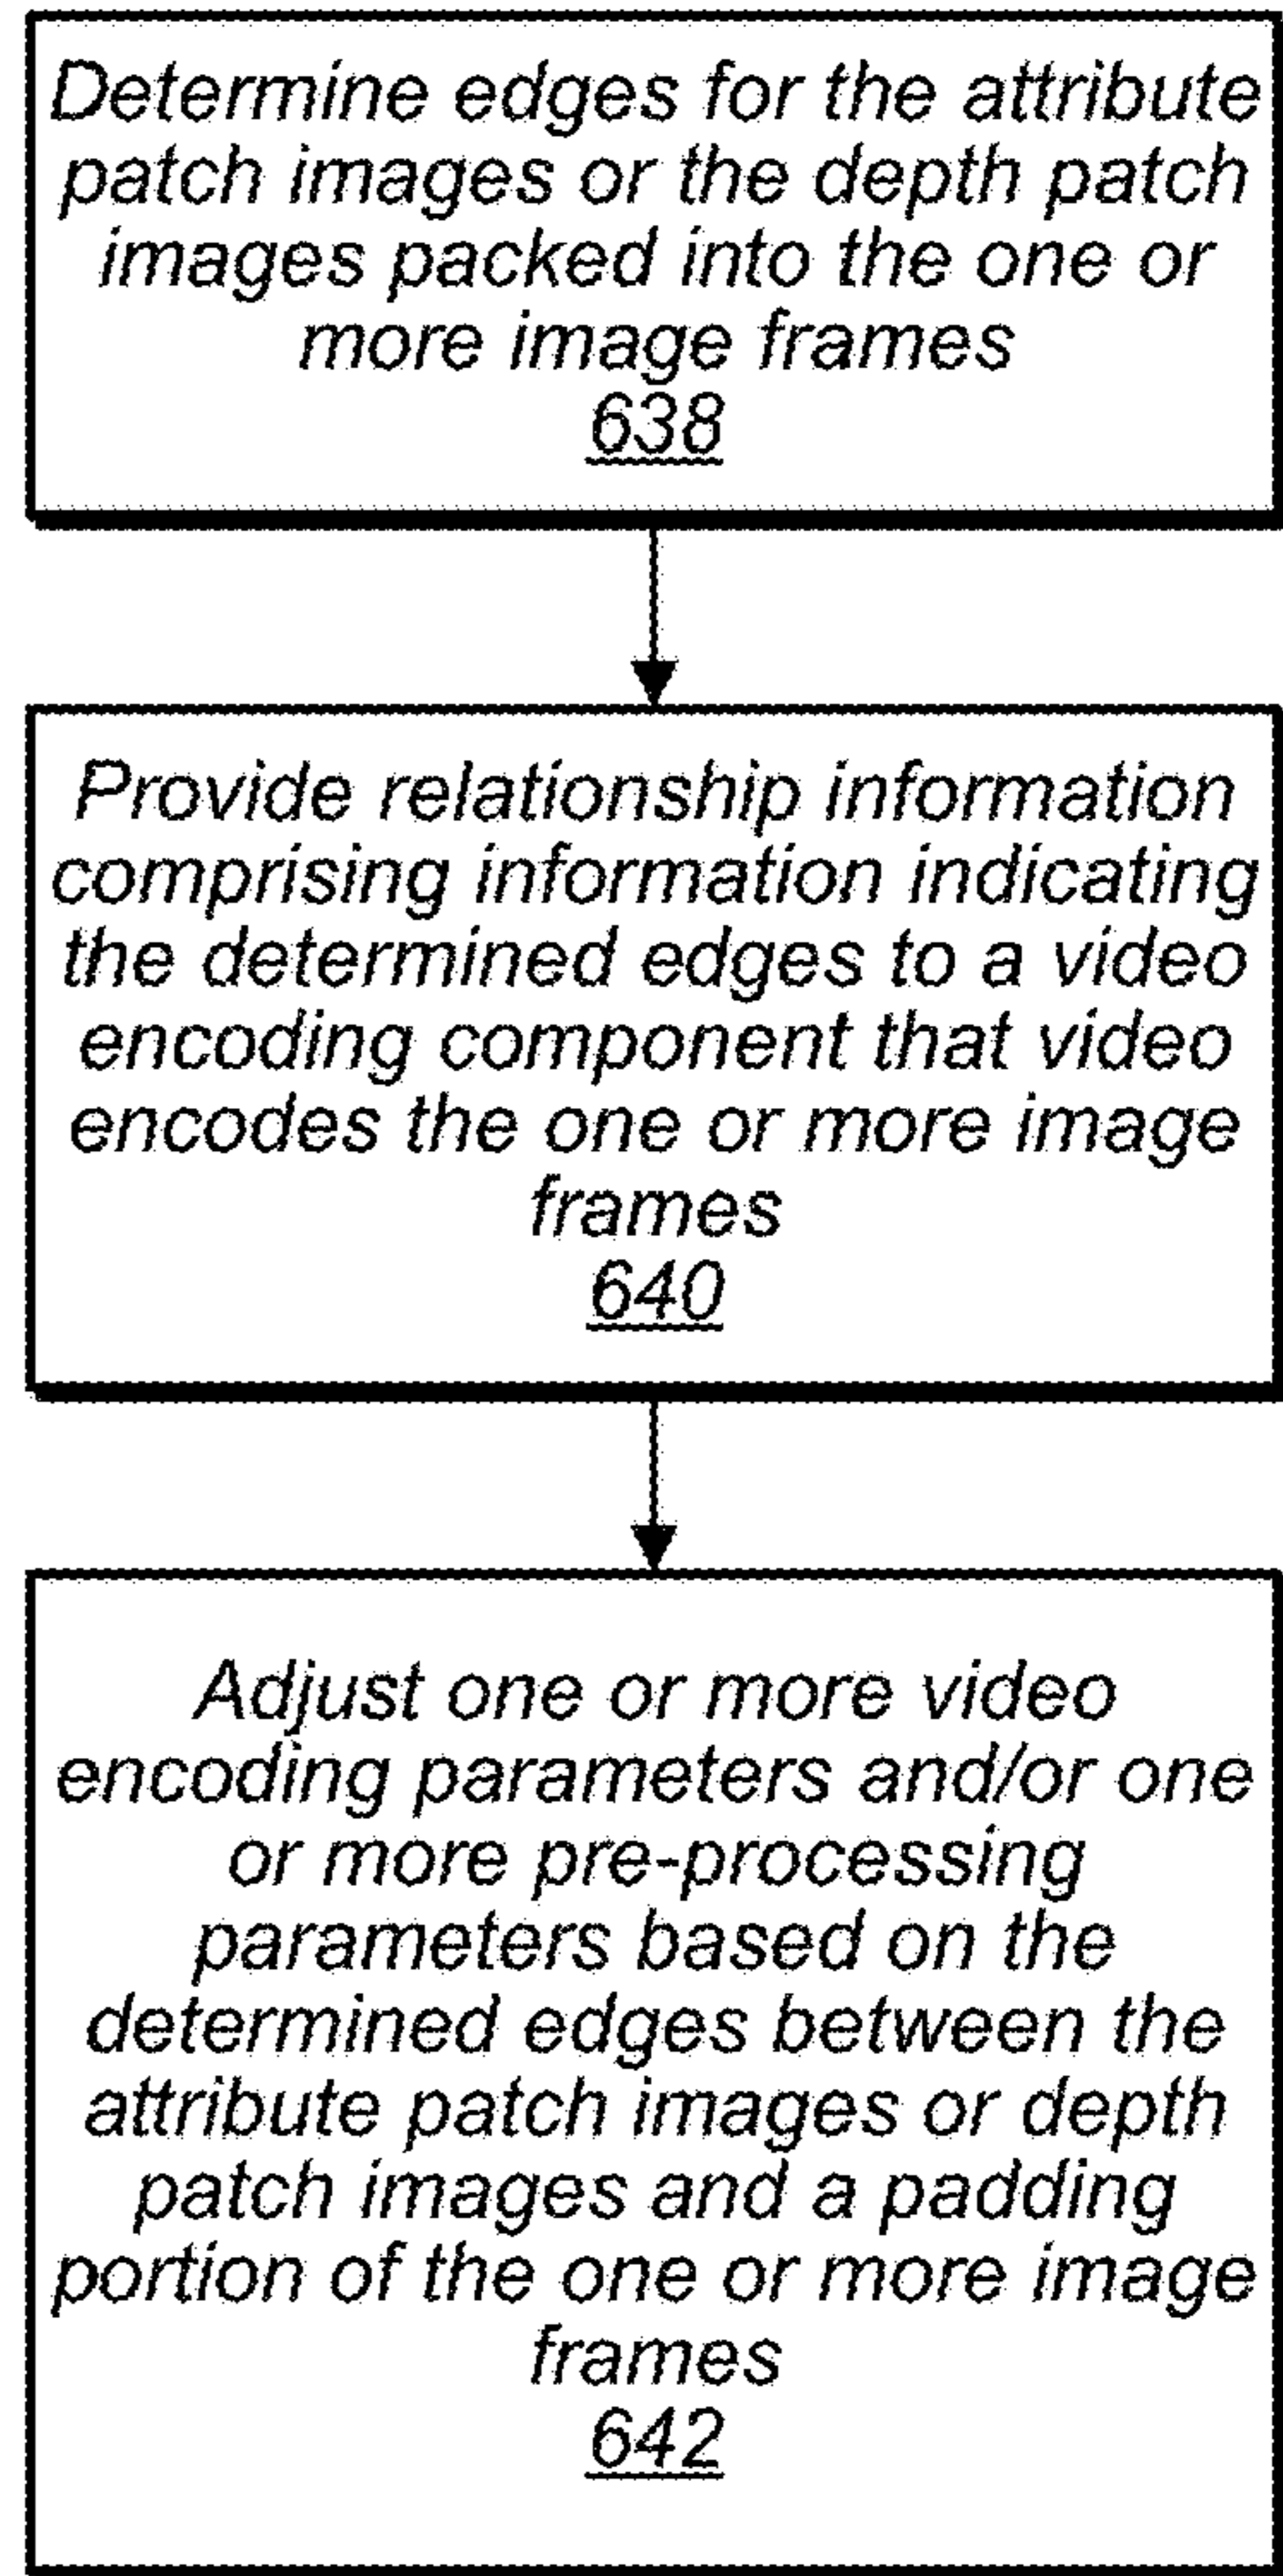 Determine edges for the attribute
patch images or the depth patch
images packed into the one or
more image frames
638
Provide relationship information
comprising information indicating
the determined edges to a video
encoding component that video
encodes the one or more image
frames
640
Adjust one or more video
encoding parameters and/or one
or more pre-processing
parameters based on the
determined edges between the
attribute patch images or depth
patch images and a padding
portion of the one or more image
frames
642